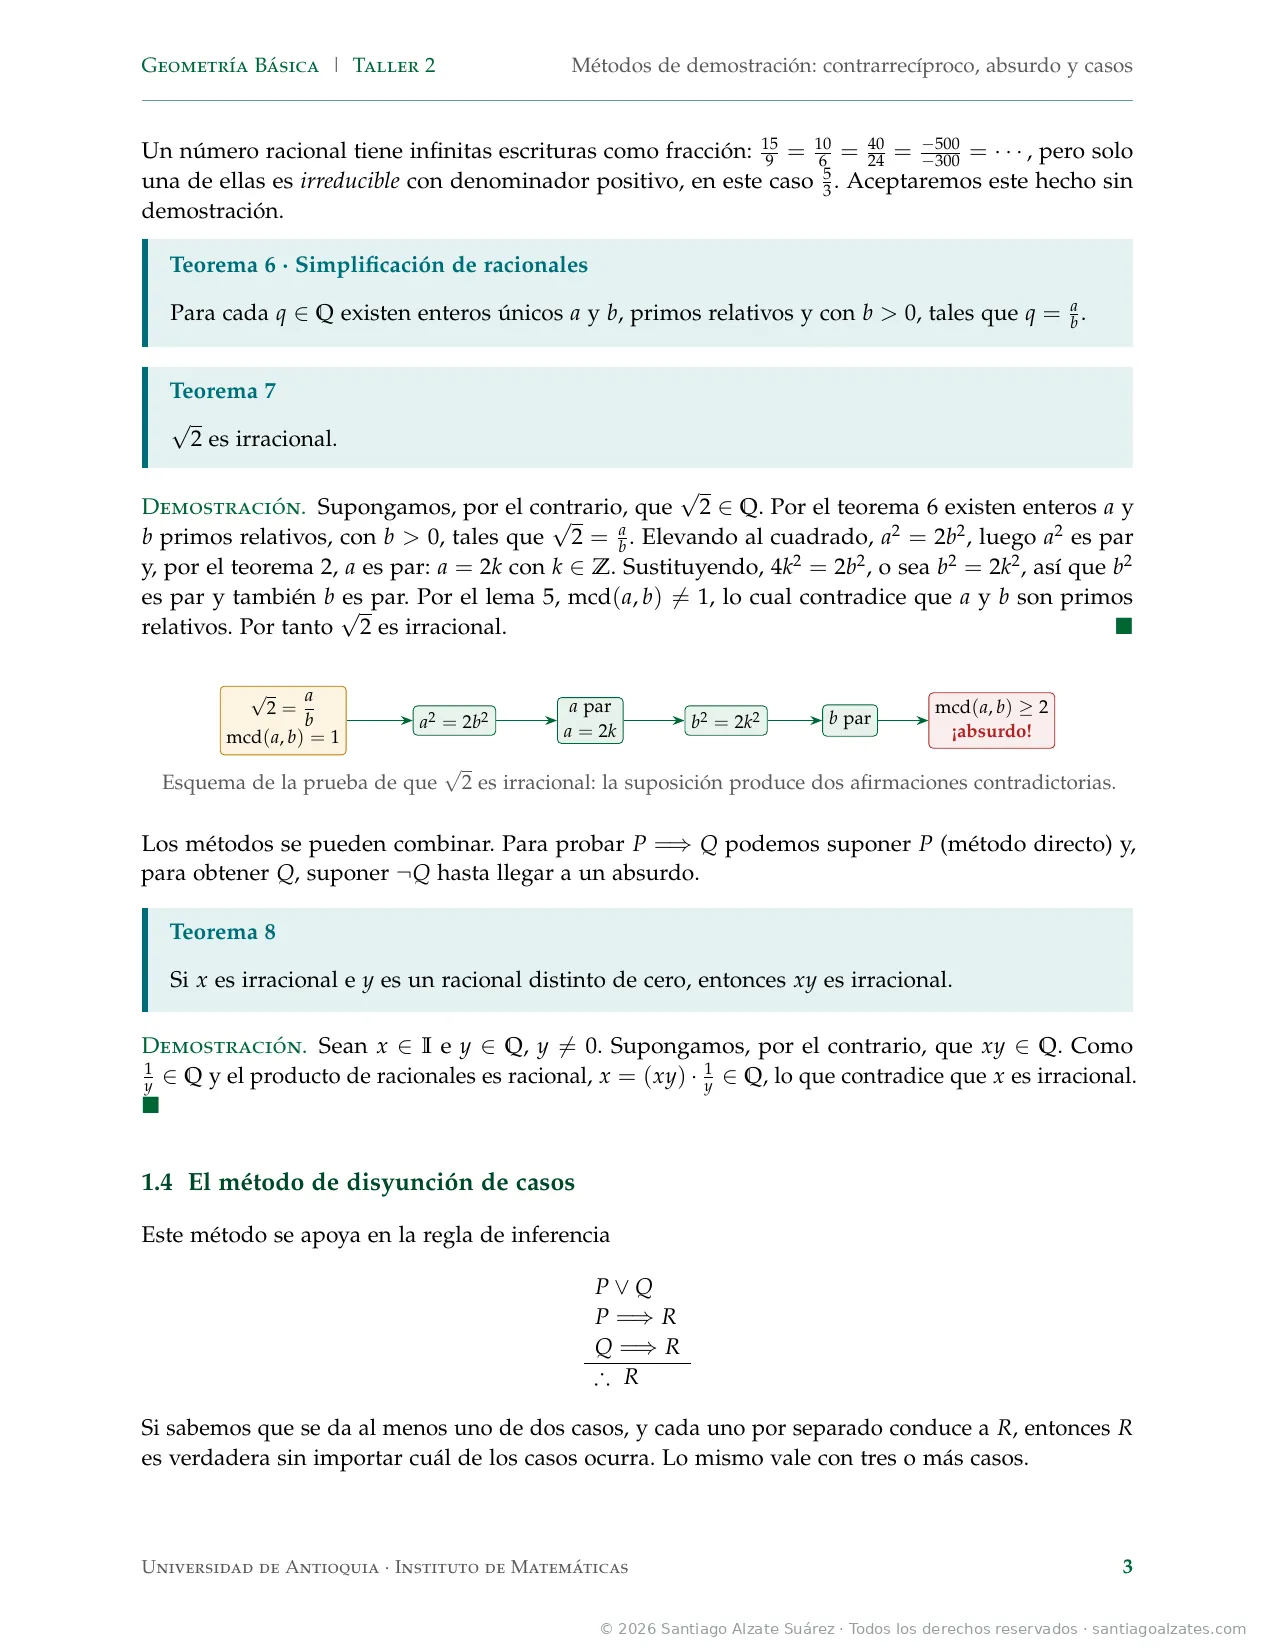 Geometría Básica | Taller 2 Métodos de demostración: contrarrecíproco, absurdo y casos
Un número racional tiene infinitas escrituras como fracción: 15/9 = 10/6 = 40/24 = −500/−300 = ··· , pero solo
una de ellas es irreducible con denominador positivo, en este caso 5/3. Aceptaremos este hecho sin
demostración.
Teorema 6 · Simplificación de racionales
Para cada q ∈ ℚ existen enteros únicos a y b, primos relativos y con b > 0, tales que q = a/b.
Teorema 7
√2 es irracional.
Demostración. Supongamos, por el contrario, que √2 ∈ ℚ. Por el teorema 6 existen enteros a y
b primos relativos, con b > 0, tales que √2 = a/b. Elevando al cuadrado, a² = 2b², luego a² es par
y, por el teorema 2, a es par: a = 2k con k ∈ ℤ. Sustituyendo, 4k² = 2b², o sea b² = 2k², así que b²
es par y también b es par. Por el lema 5, mcd(a, b) ≠ 1, lo cual contradice que a y b son primos
relativos. Por tanto √2 es irracional. ■
√2 = a/b
mcd(a, b) = 1
a² = 2b²
a par
a = 2k
b² = 2k²
b par
mcd(a, b) ≥ 2
¡absurdo!
Esquema de la prueba de que √2 es irracional: la suposición produce dos afirmaciones contradictorias.
Los métodos se pueden combinar. Para probar P ⟹ Q podemos suponer P (método directo) y,
para obtener Q, suponer ¬Q hasta llegar a un absurdo.
Teorema 8
Si x es irracional e y es un racional distinto de cero, entonces xy es irracional.
Demostración. Sean x ∈ 𝕀 e y ∈ ℚ, y ≠ 0. Supongamos, por el contrario, que xy ∈ ℚ. Como
1/y ∈ ℚ y el producto de racionales es racional, x = (xy) · 1/y ∈ ℚ, lo que contradice que x es irracional.
■
1.4 El método de disyunción de casos
Este método se apoya en la regla de inferencia
P ∨ Q
P ⟹ R
Q ⟹ R
∴ R
Si sabemos que se da al menos uno de dos casos, y cada uno por separado conduce a R, entonces R
es verdadera sin importar cuál de los casos ocurra. Lo mismo vale con tres o más casos.
Universidad de Antioquia · Instituto de Matemáticas 3
© 2026 Santiago Alzate Suárez · Todos los derechos reservados · santiagoalzates.com